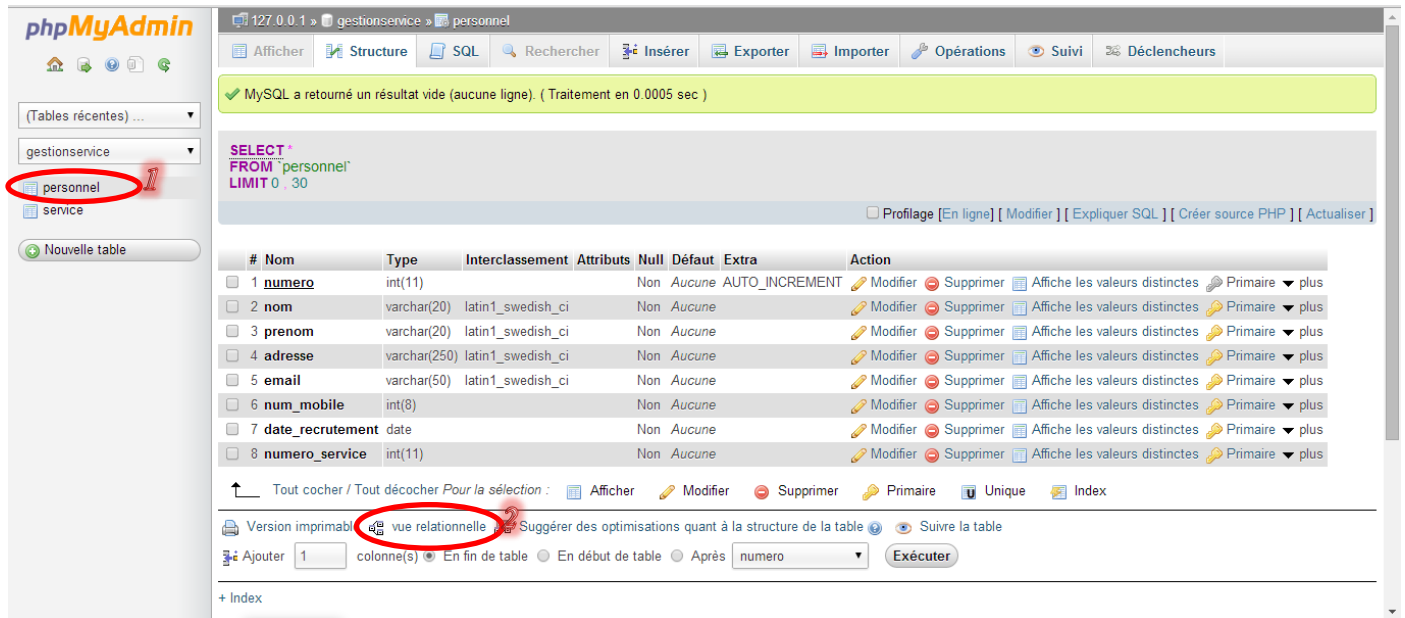 phpMyAdmin
127.0.0.1 » gestionservice » personnel
Afficher Structure SQL Rechercher Insérer Exporter Importer Opérations Suivi Déclencheurs
MySQL a retourné un résultat vide (aucune ligne). ( Traitement en 0.0005 sec )
(Tables récentes) ...
gestionservice
1
personnel
service
Nouvelle table
SELECT *
FROM `personnel`
LIMIT 0 , 30
Profilage [En ligne] [ Modifier ] [ Expliquer SQL ] [ Créer source PHP ] [ Actualiser ]
# Nom Type Interclassement Attributs Null Défaut Extra Action
1 numero int(11) Non Aucune AUTO_INCREMENT Modifier Supprimer Affiche les valeurs distinctes Primaire plus
2 nom varchar(20) latin1_swedish_ci Non Aucune Modifier Supprimer Affiche les valeurs distinctes Primaire plus
3 prenom varchar(20) latin1_swedish_ci Non Aucune Modifier Supprimer Affiche les valeurs distinctes Primaire plus
4 adresse varchar(250) latin1_swedish_ci Non Aucune Modifier Supprimer Affiche les valeurs distinctes Primaire plus
5 email varchar(50) latin1_swedish_ci Non Aucune Modifier Supprimer Affiche les valeurs distinctes Primaire plus
6 num_mobile int(8) Non Aucune Modifier Supprimer Affiche les valeurs distinctes Primaire plus
7 date_recrutement date Non Aucune Modifier Supprimer Affiche les valeurs distinctes Primaire plus
8 numero_service int(11) Non Aucune Modifier Supprimer Affiche les valeurs distinctes Primaire plus
Tout cocher / Tout décocher Pour la sélection : Afficher Modifier Supprimer Primaire Unique Index
Version imprimable vue relationnelle 2 Suggérer des optimisations quant à la structure de la table Suivre la table
Ajouter 1 colonne(s) En fin de table En début de table Après numero Exécuter
+ Index